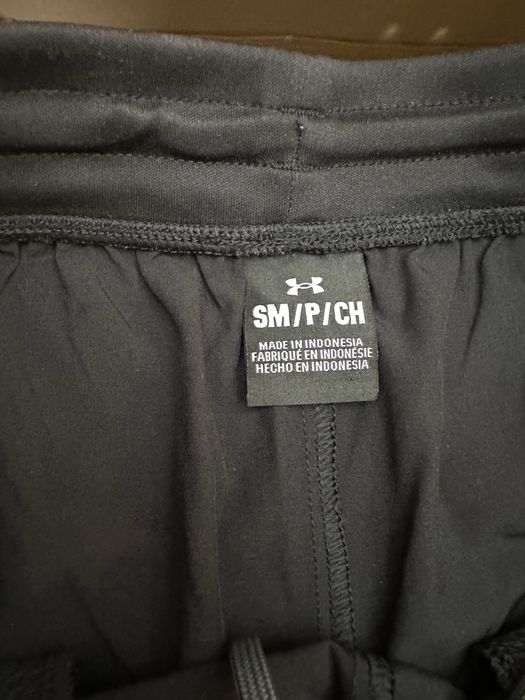 SM/P/CH
MADE IN INDONESIA
FABRIQUÉ EN INDONÉSIE
HECHO EN INDONESIA